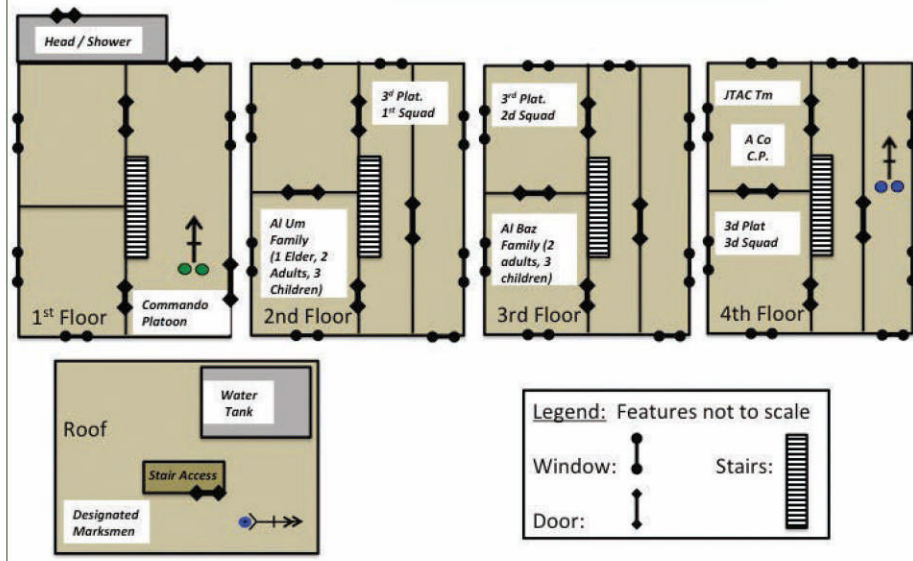 Head / Shower
1st Floor
Commando
Platoon
3d Plat.
1st Squad
Al Um
Family
(1 Elder, 2
Adults, 3
Children)
2nd Floor
3rd Plat.
2d Squad
Al Baz
Family (2
adults, 3
children)
3rd Floor
JTAC Tm
A Co
C.P.
3d Plat
3d Squad
4th Floor
Roof
Water
Tank
Stair Access
Designated
Marksmen
Legend: Features not to scale
Window:
Stairs:
Door: